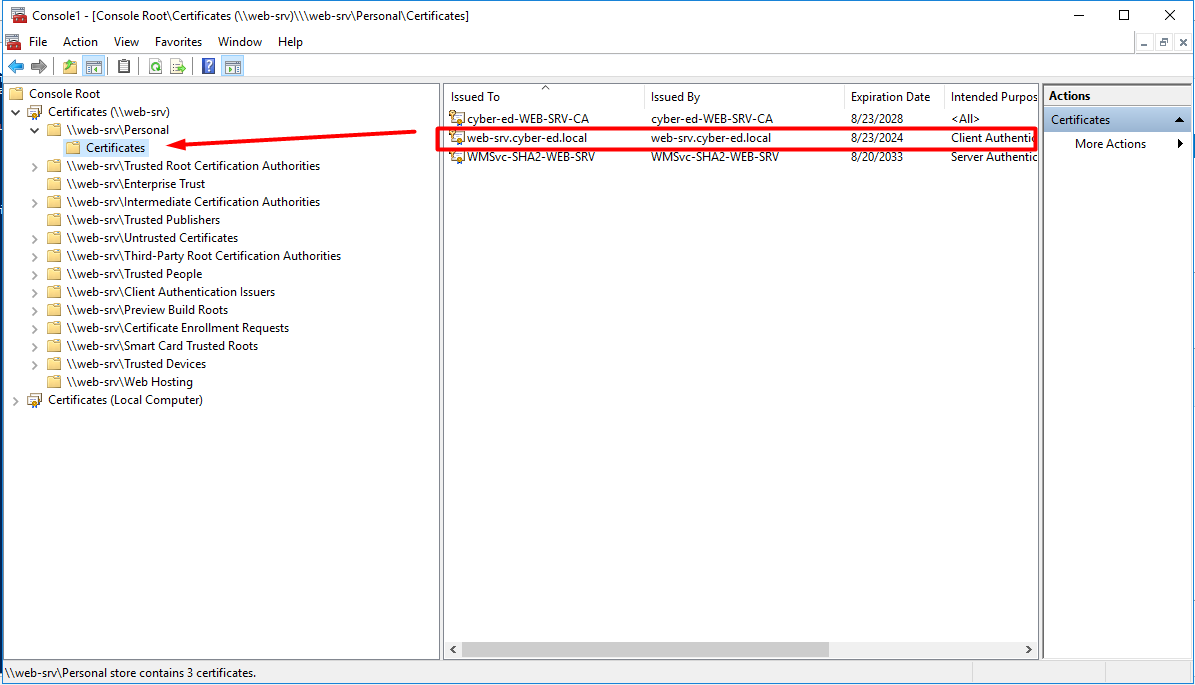 Console1 - [Console Root\Certificates (\\web-srv)\\\web-srv\Personal\Certificates]
File Action View Favorites Window Help
Console Root
Certificates (\\web-srv)
\\web-srv\Personal
Certificates
\\web-srv\Trusted Root Certification Authorities
\\web-srv\Enterprise Trust
\\web-srv\Intermediate Certification Authorities
\\web-srv\Trusted Publishers
\\web-srv\Untrusted Certificates
\\web-srv\Third-Party Root Certification Authorities
\\web-srv\Trusted People
\\web-srv\Client Authentication Issuers
\\web-srv\Preview Build Roots
\\web-srv\Certificate Enrollment Requests
\\web-srv\Smart Card Trusted Roots
\\web-srv\Trusted Devices
\\web-srv\Web Hosting
Certificates (Local Computer)
Issued To Issued By Expiration Date Intended Purpos
cyber-ed-WEB-SRV-CA cyber-ed-WEB-SRV-CA 8/23/2028 <All>
web-srv.cyber-ed.local web-srv.cyber-ed.local 8/23/2024 Client Authentic
WMSvc-SHA2-WEB-SRV WMSvc-SHA2-WEB-SRV 8/20/2033 Server Authentic
Actions
Certificates
More Actions
\\web-srv\Personal store contains 3 certificates.